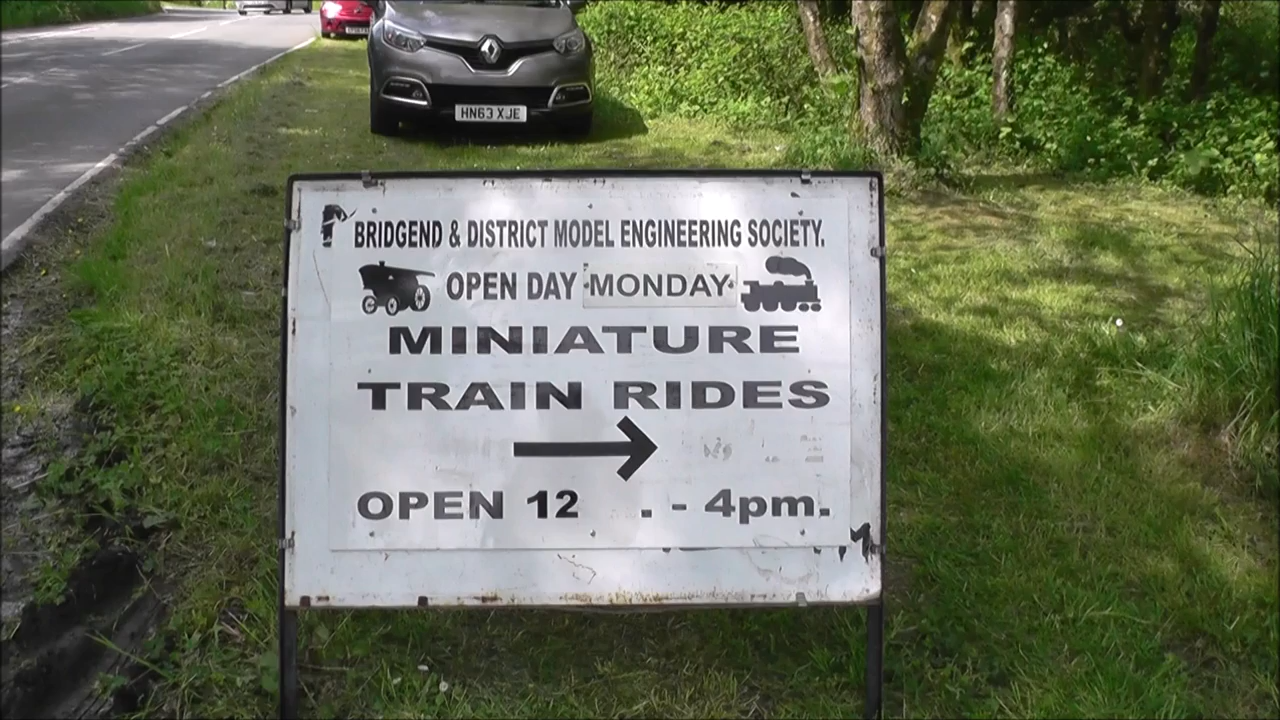 HN63 XJE
BRIDGEND & DISTRICT MODEL ENGINEERING SOCIETY.
OPEN DAY MONDAY
MINIATURE
TRAIN RIDES
OPEN 12 . - 4pm.